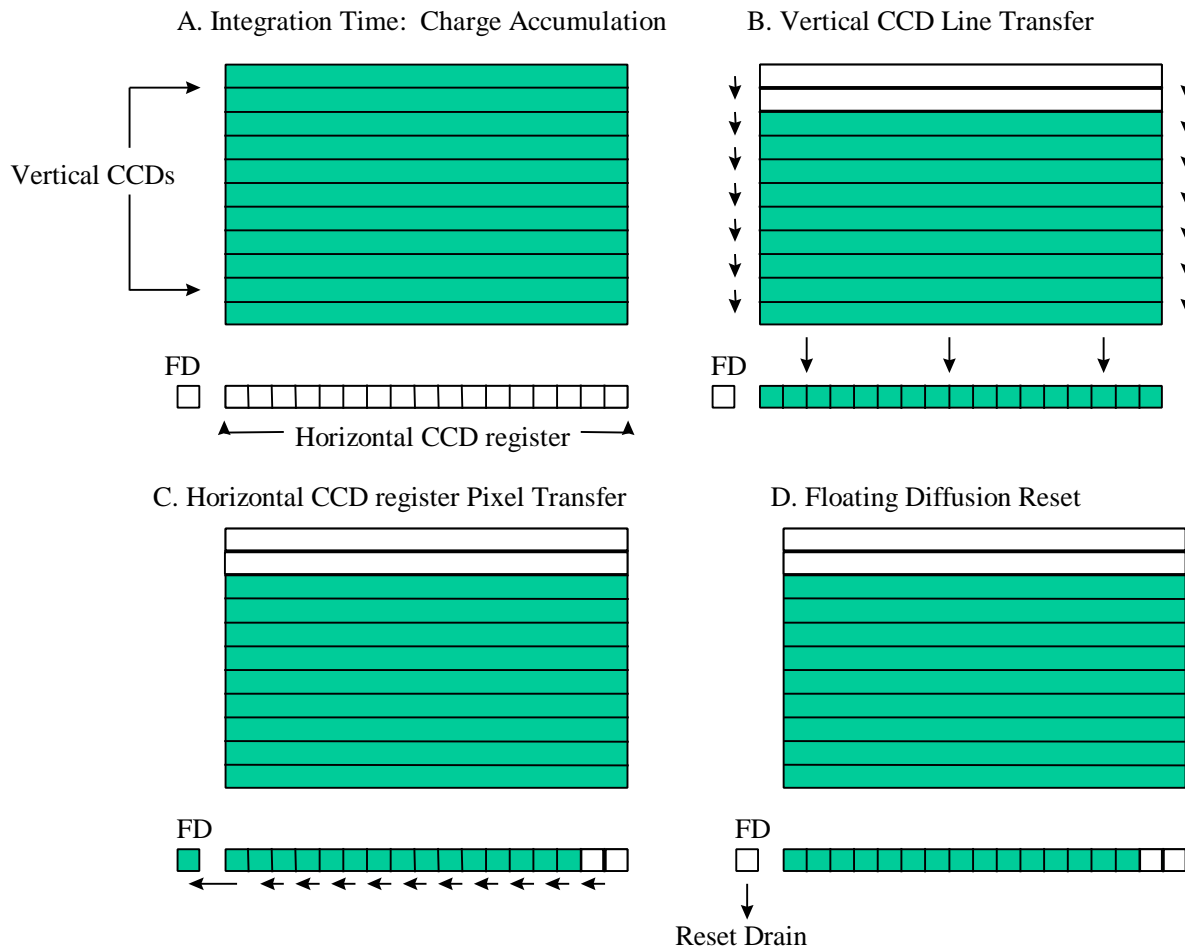 A. Integration Time:  Charge Accumulation
B. Vertical CCD Line Transfer
Vertical CCDs
FD
FD
Horizontal CCD register
C. Horizontal CCD register Pixel Transfer
D. Floating Diffusion Reset
FD
FD
Reset Drain